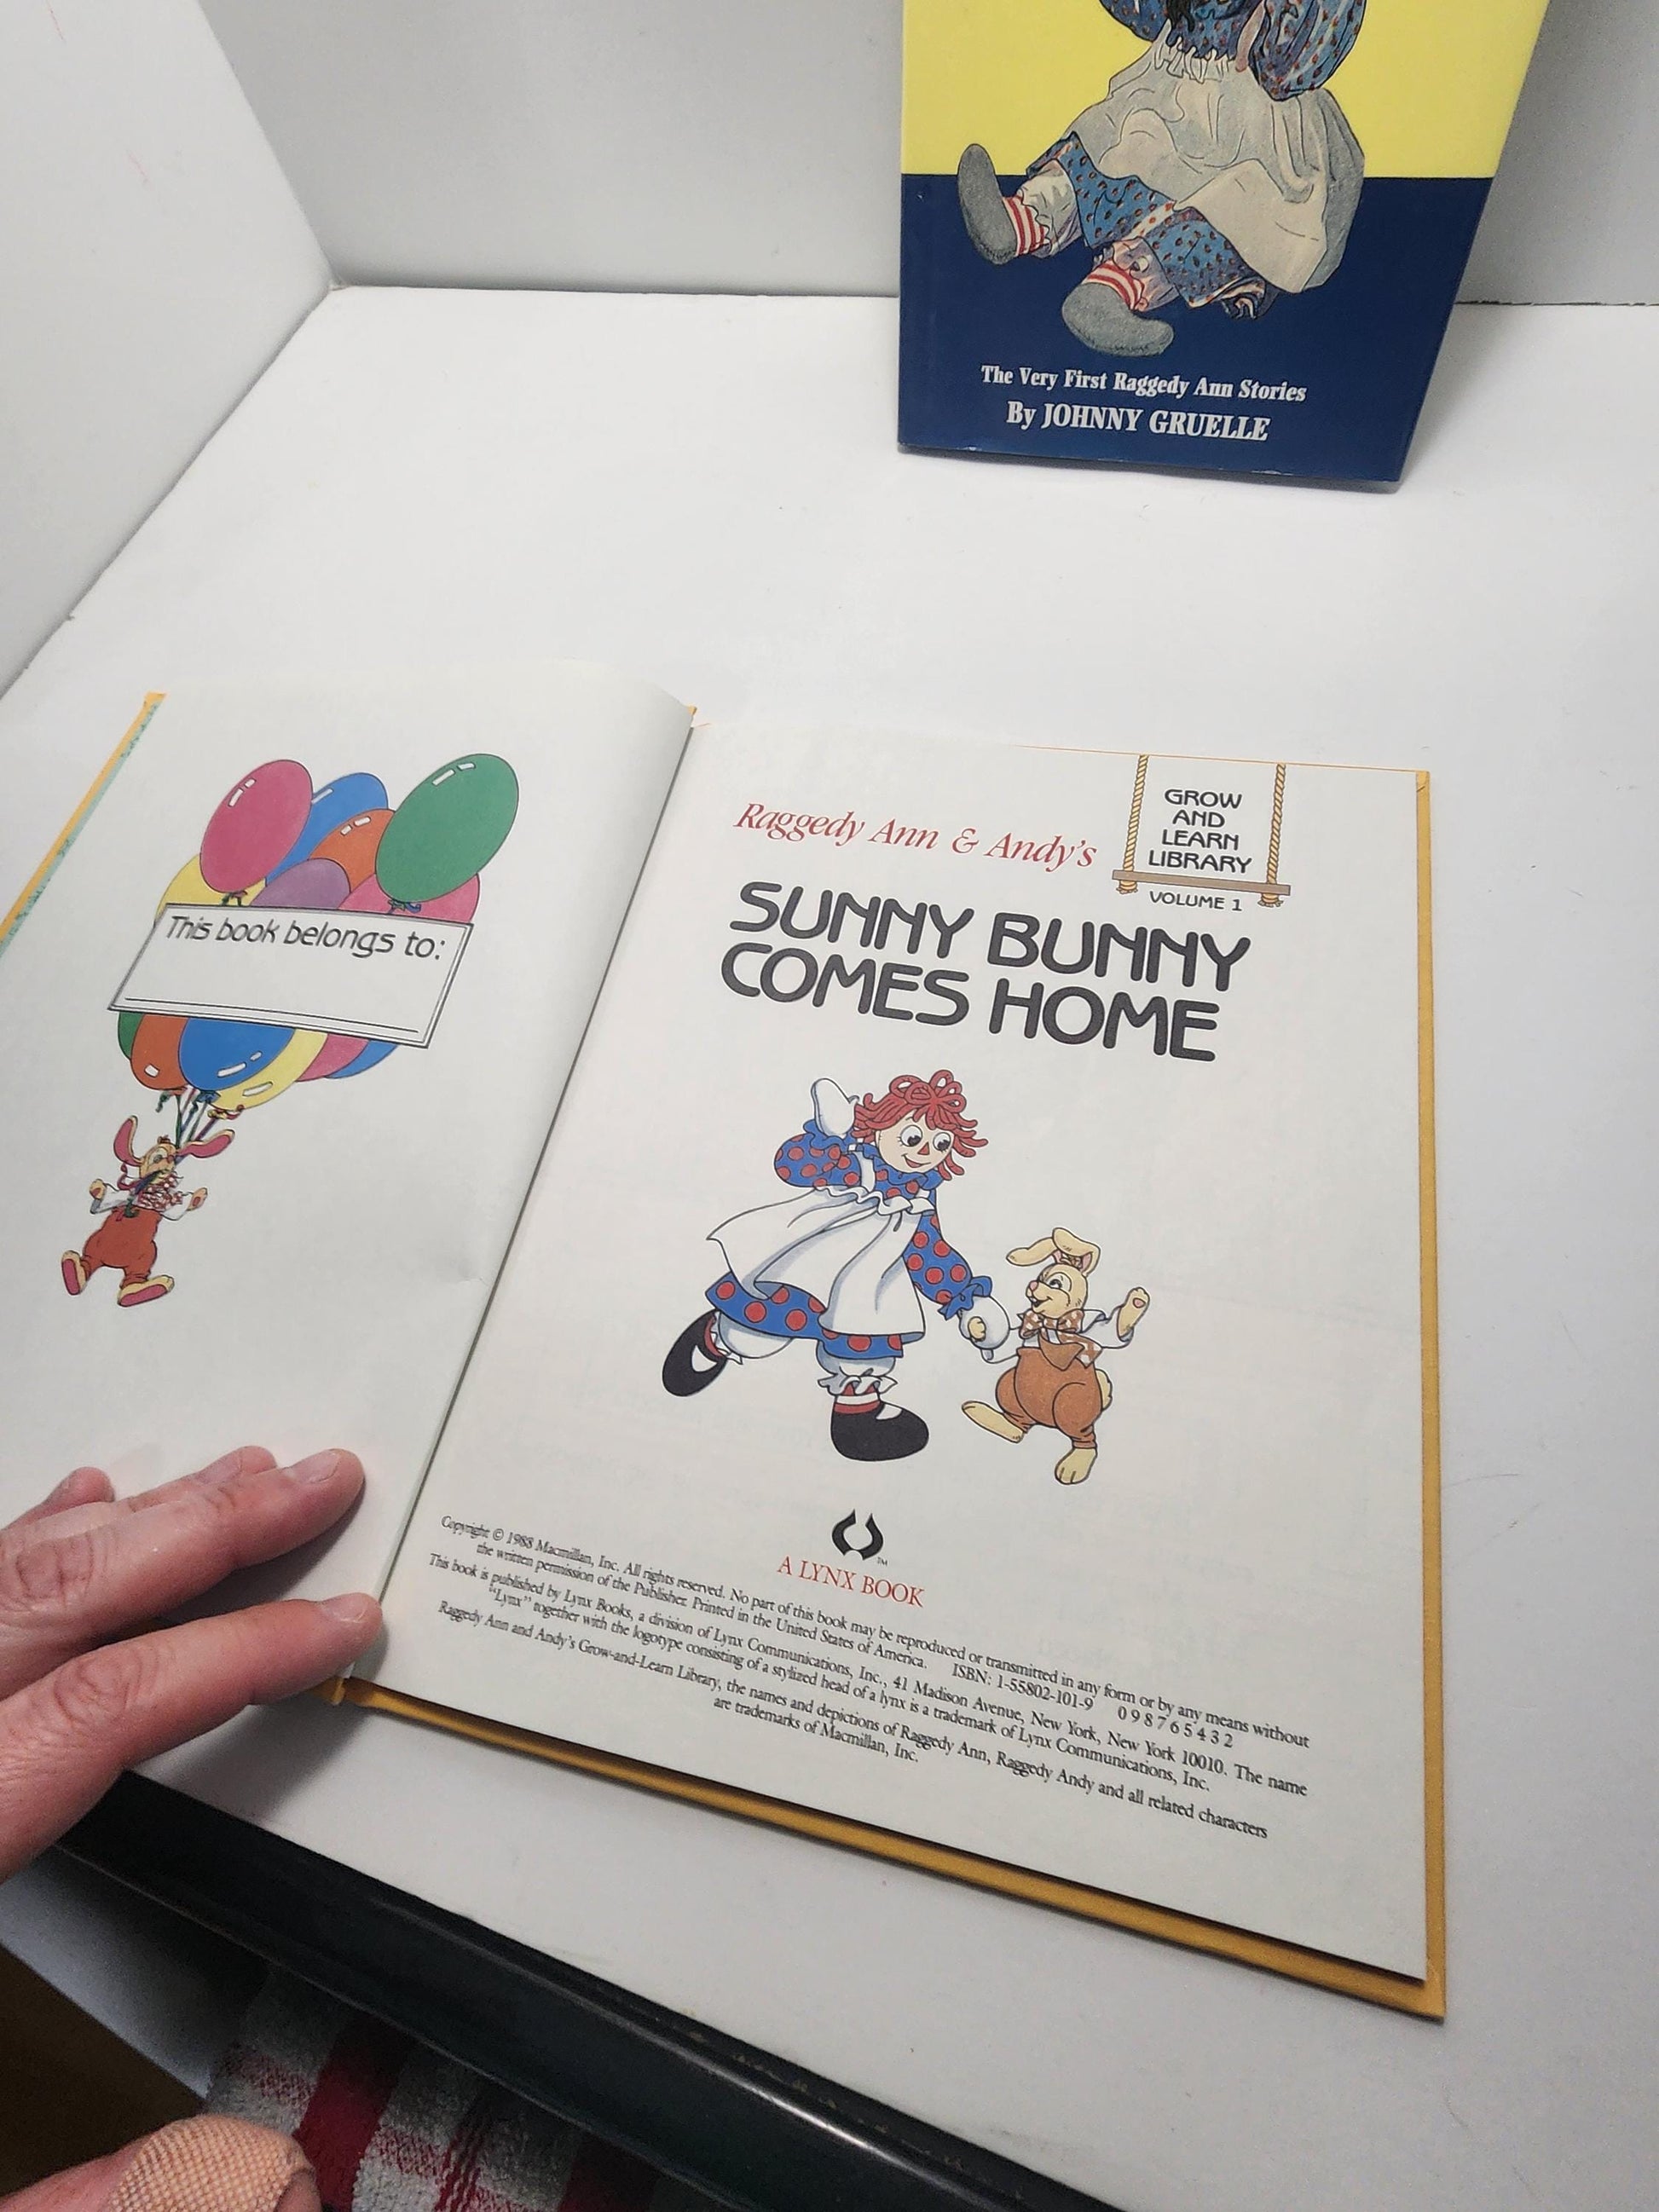 The Very First Raggedy Ann Stories
By JOHNNY GRUELLE
This book belongs to:
Raggedy Ann & Andy's
GROW
AND
LEARN
LIBRARY
VOLUME 1
SUNNY BUNNY
COMES HOME
TM
A LYNX BOOK
Copyright © 1988 Macmillan, Inc. All rights reserved. No part of this book may be reproduced or transmitted in any form or by any means without
the written permission of the Publisher. Printed in the United States of America. ISBN: 1-55802-101-9 0 9 8 7 6 5 4 3 2
This book is published by Lynx Books, a division of Lynx Communications, Inc., 41 Madison Avenue, New York, New York 10010. The name
"Lynx" together with the logotype consisting of a stylized head of a lynx is a trademark of Lynx Communications, Inc.
Raggedy Ann and Andy's Grow-and-Learn Library, the names and depictions of Raggedy Ann, Raggedy Andy and all related characters
are trademarks of Macmillan, Inc.